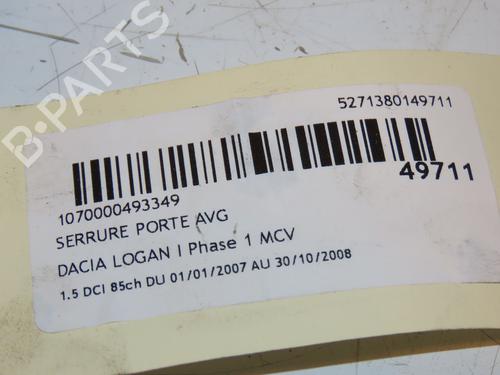 5271380149711
49711
1070000493349
SERRURE PORTE AVG
DACIA LOGAN I Phase 1 MCV
1.5 DCI 85ch DU 01/01/2007 AU 30/10/2008
B-PARTS